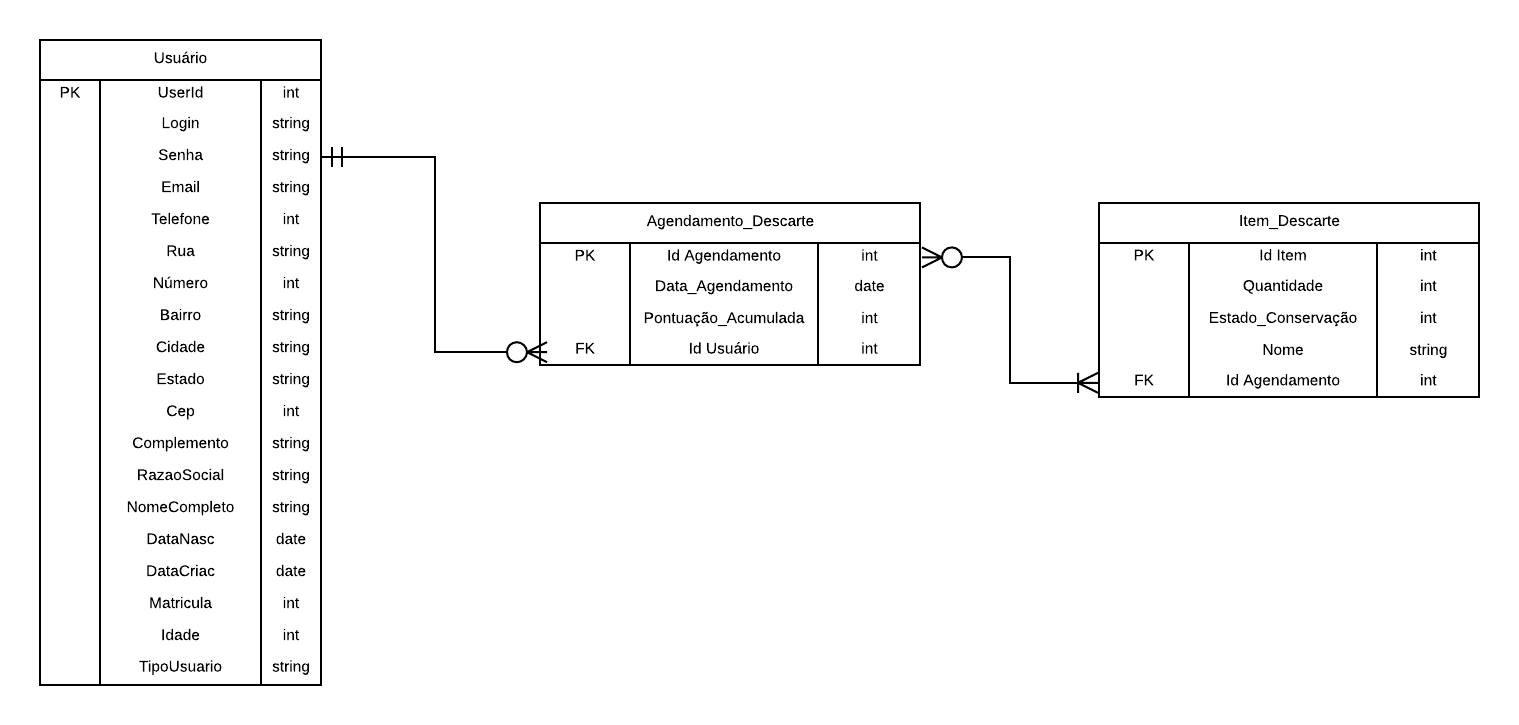 Usuário
PK UserId int
Login string
Senha string
Email string
Telefone int
Rua string
Número int
Bairro string
Cidade string
Estado string
Cep int
Complemento string
RazaoSocial string
NomeCompleto string
DataNasc date
DataCriac date
Matricula int
Idade int
TipoUsuario string
Agendamento_Descarte
PK Id Agendamento int
Data_Agendamento date
Pontuação_Acumulada int
FK Id Usuário int
Item_Descarte
PK Id Item int
Quantidade int
Estado_Conservação int
Nome string
FK Id Agendamento int